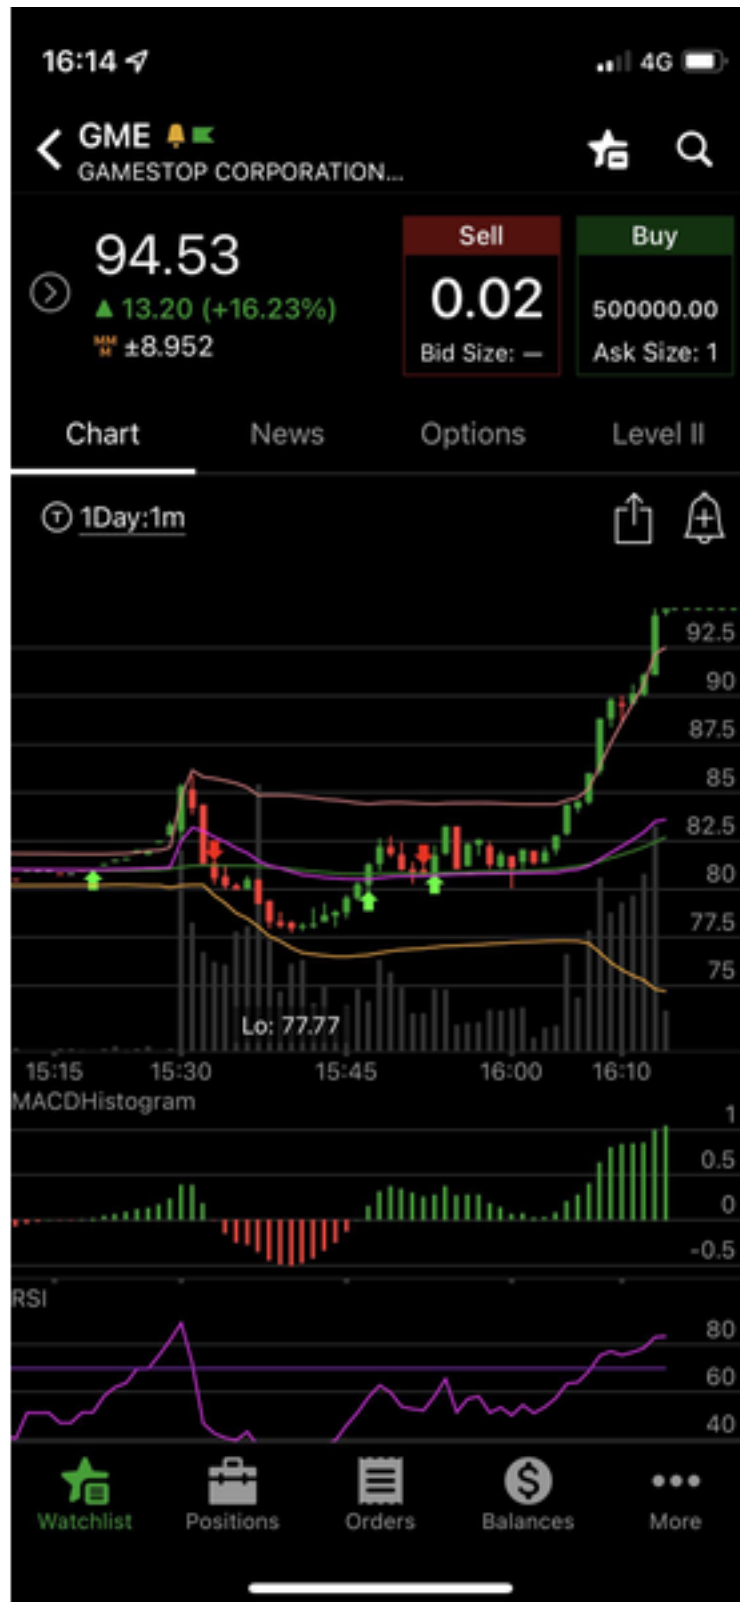 16:14
4G
GME
GAMESTOP CORPORATION...
94.53
13.20 (+16.23%)
MM
M
±8.952
Sell
0.02
Bid Size: —
Buy
500000.00
Ask Size: 1
Chart
News
Options
Level II
T
1Day:1m
92.5
90
87.5
85
82.5
80
77.5
75
Lo: 77.77
15:15
15:30
15:45
16:00
16:10
MACDHistogram
1
0.5
0
-0.5
RSI
80
60
40
Watchlist
Positions
Orders
Balances
More